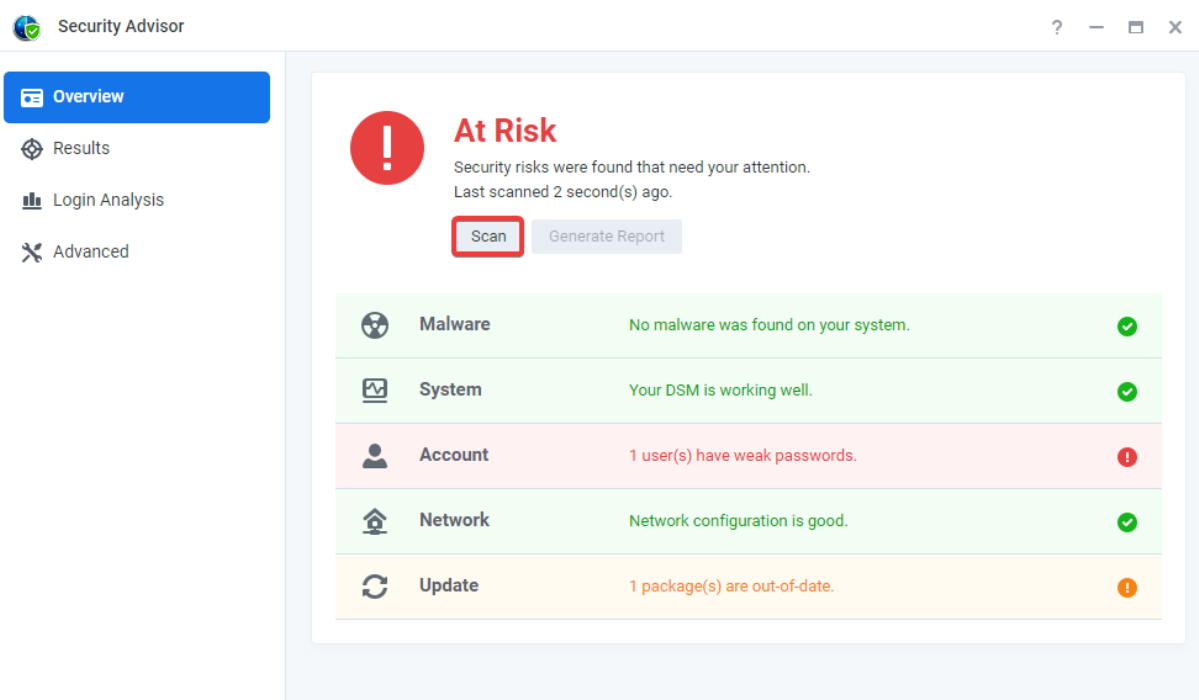 Security Advisor
Overview
Results
Login Analysis
Advanced
At Risk
Security risks were found that need your attention.
Last scanned 2 second(s) ago.
Scan Generate Report
Malware No malware was found on your system.
System Your DSM is working well.
Account 1 user(s) have weak passwords.
Network Network configuration is good.
Update 1 package(s) are out-of-date.